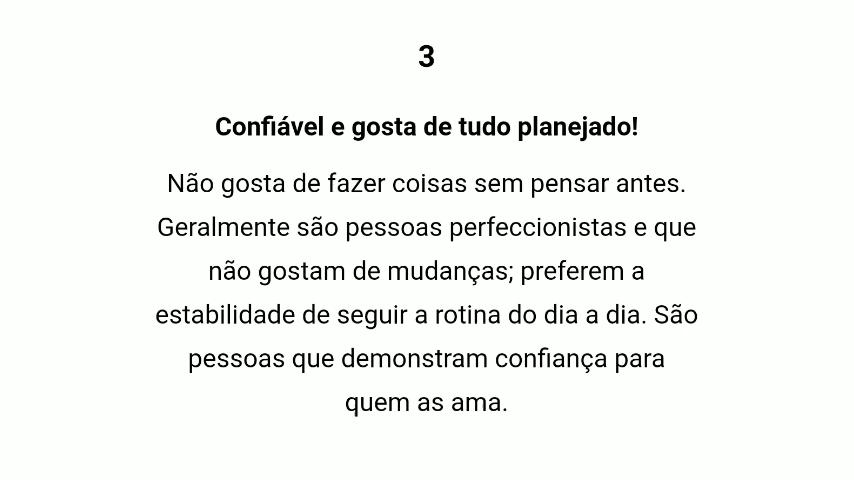 3
Confiável e gosta de tudo planejado!
Não gosta de fazer coisas sem pensar antes.
Geralmente são pessoas perfeccionistas e que
não gostam de mudanças; preferem a
estabilidade de seguir a rotina do dia a dia. São
pessoas que demonstram confiança para
quem as ama.